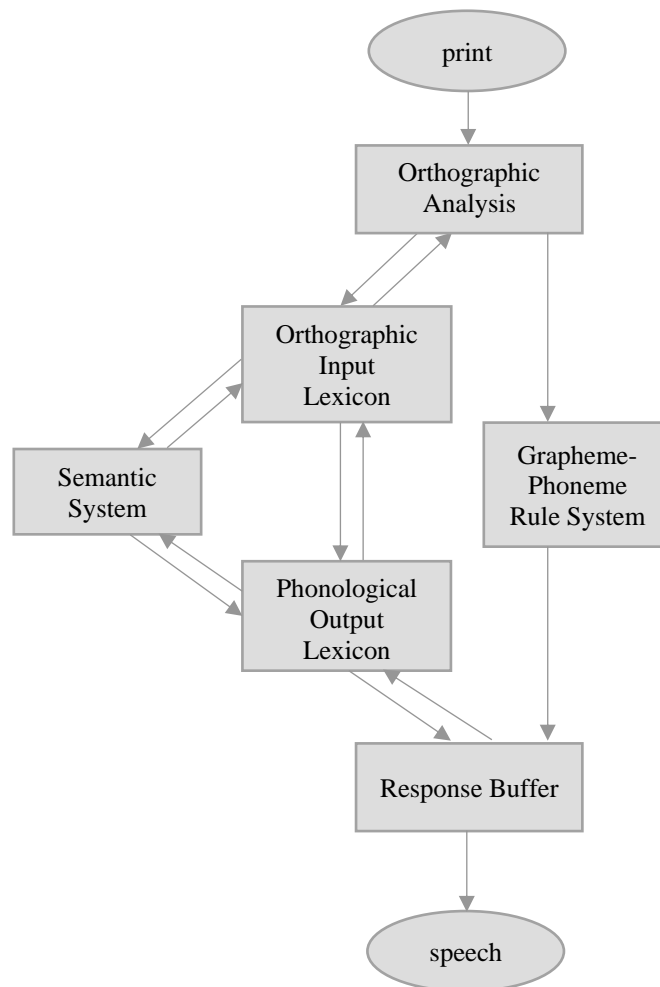 print
Orthographic
Analysis
Orthographic
Input
Lexicon
Semantic
System
Grapheme-
Phoneme
Rule System
Phonological
Output
Lexicon
Response Buffer
speech